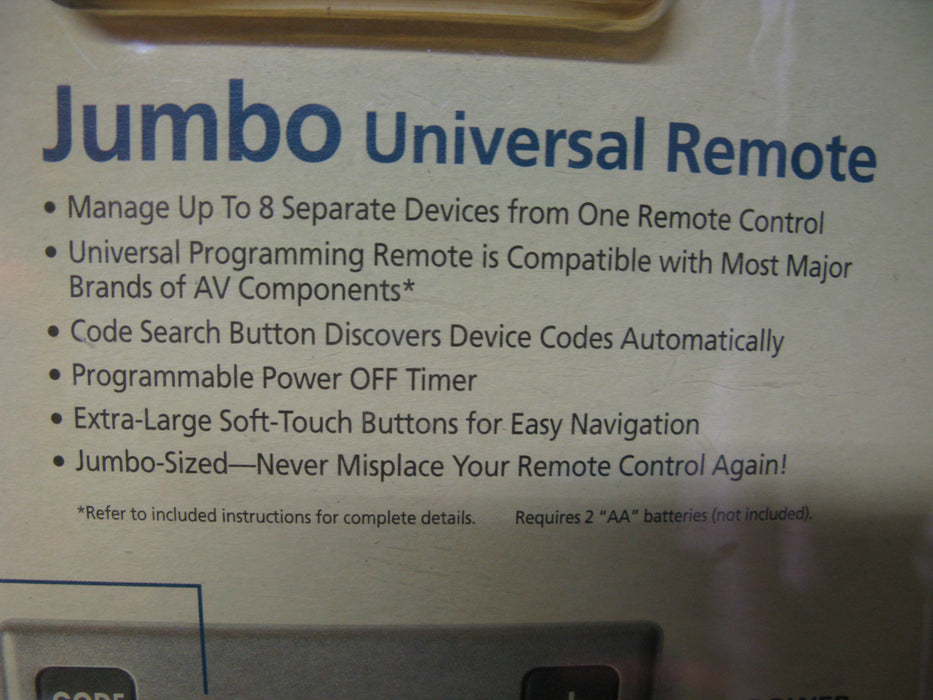 Jumbo Universal Remote
• Manage Up To 8 Separate Devices from One Remote Control
• Universal Programming Remote is Compatible with Most Major
Brands of AV Components*
• Code Search Button Discovers Device Codes Automatically
• Programmable Power OFF Timer
• Extra-Large Soft-Touch Buttons for Easy Navigation
• Jumbo-Sized—Never Misplace Your Remote Control Again!
*Refer to included instructions for complete details. Requires 2 "AA" batteries (not included).
CODE
POWER